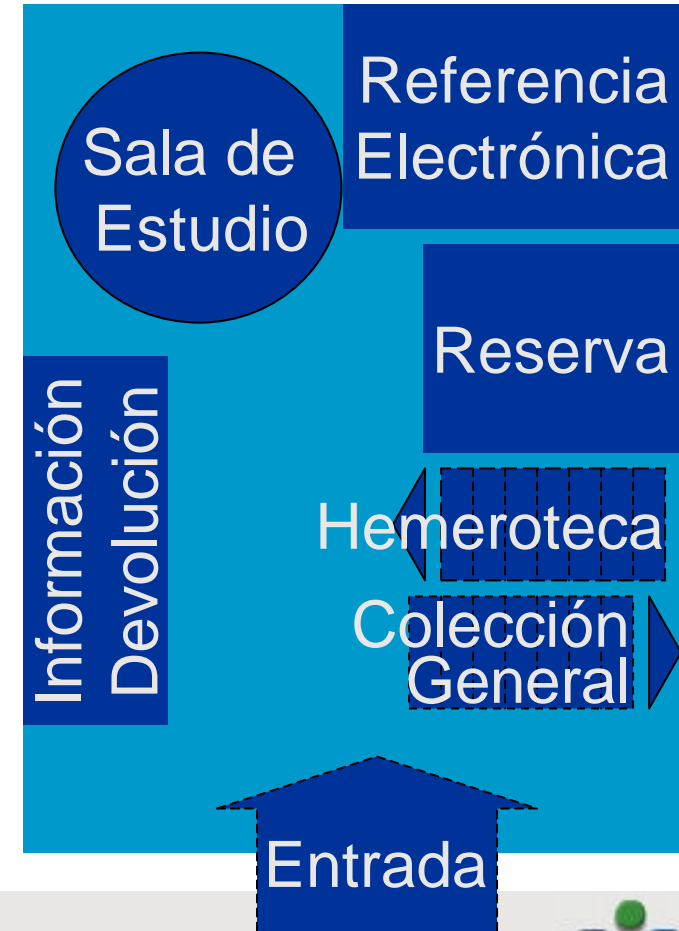 Referencia
Electrónica
Sala de
Estudio
Reserva
Información
Devolución
Hemeroteca
Colección
General
Entrada